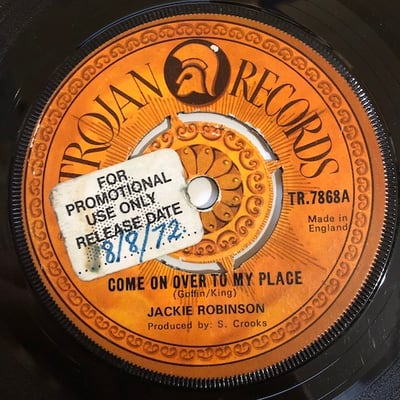 TROJAN RECORDS
FOR
PROMOTIONAL
USE ONLY
RELEASE DATE
8/8/72
TR.7868A
Made in
England
COME ON OVER TO MY PLACE
(Goffin/King)
JACKIE ROBINSON
Produced by: S. Crooks